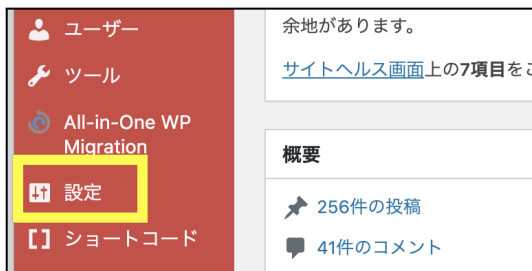 ユーザー
ツール
All-in-One WP
Migration
設定
ショートコード
余地があります。
サイトヘルス画面上の7項目をこ
概要
256件の投稿
41件のコメント